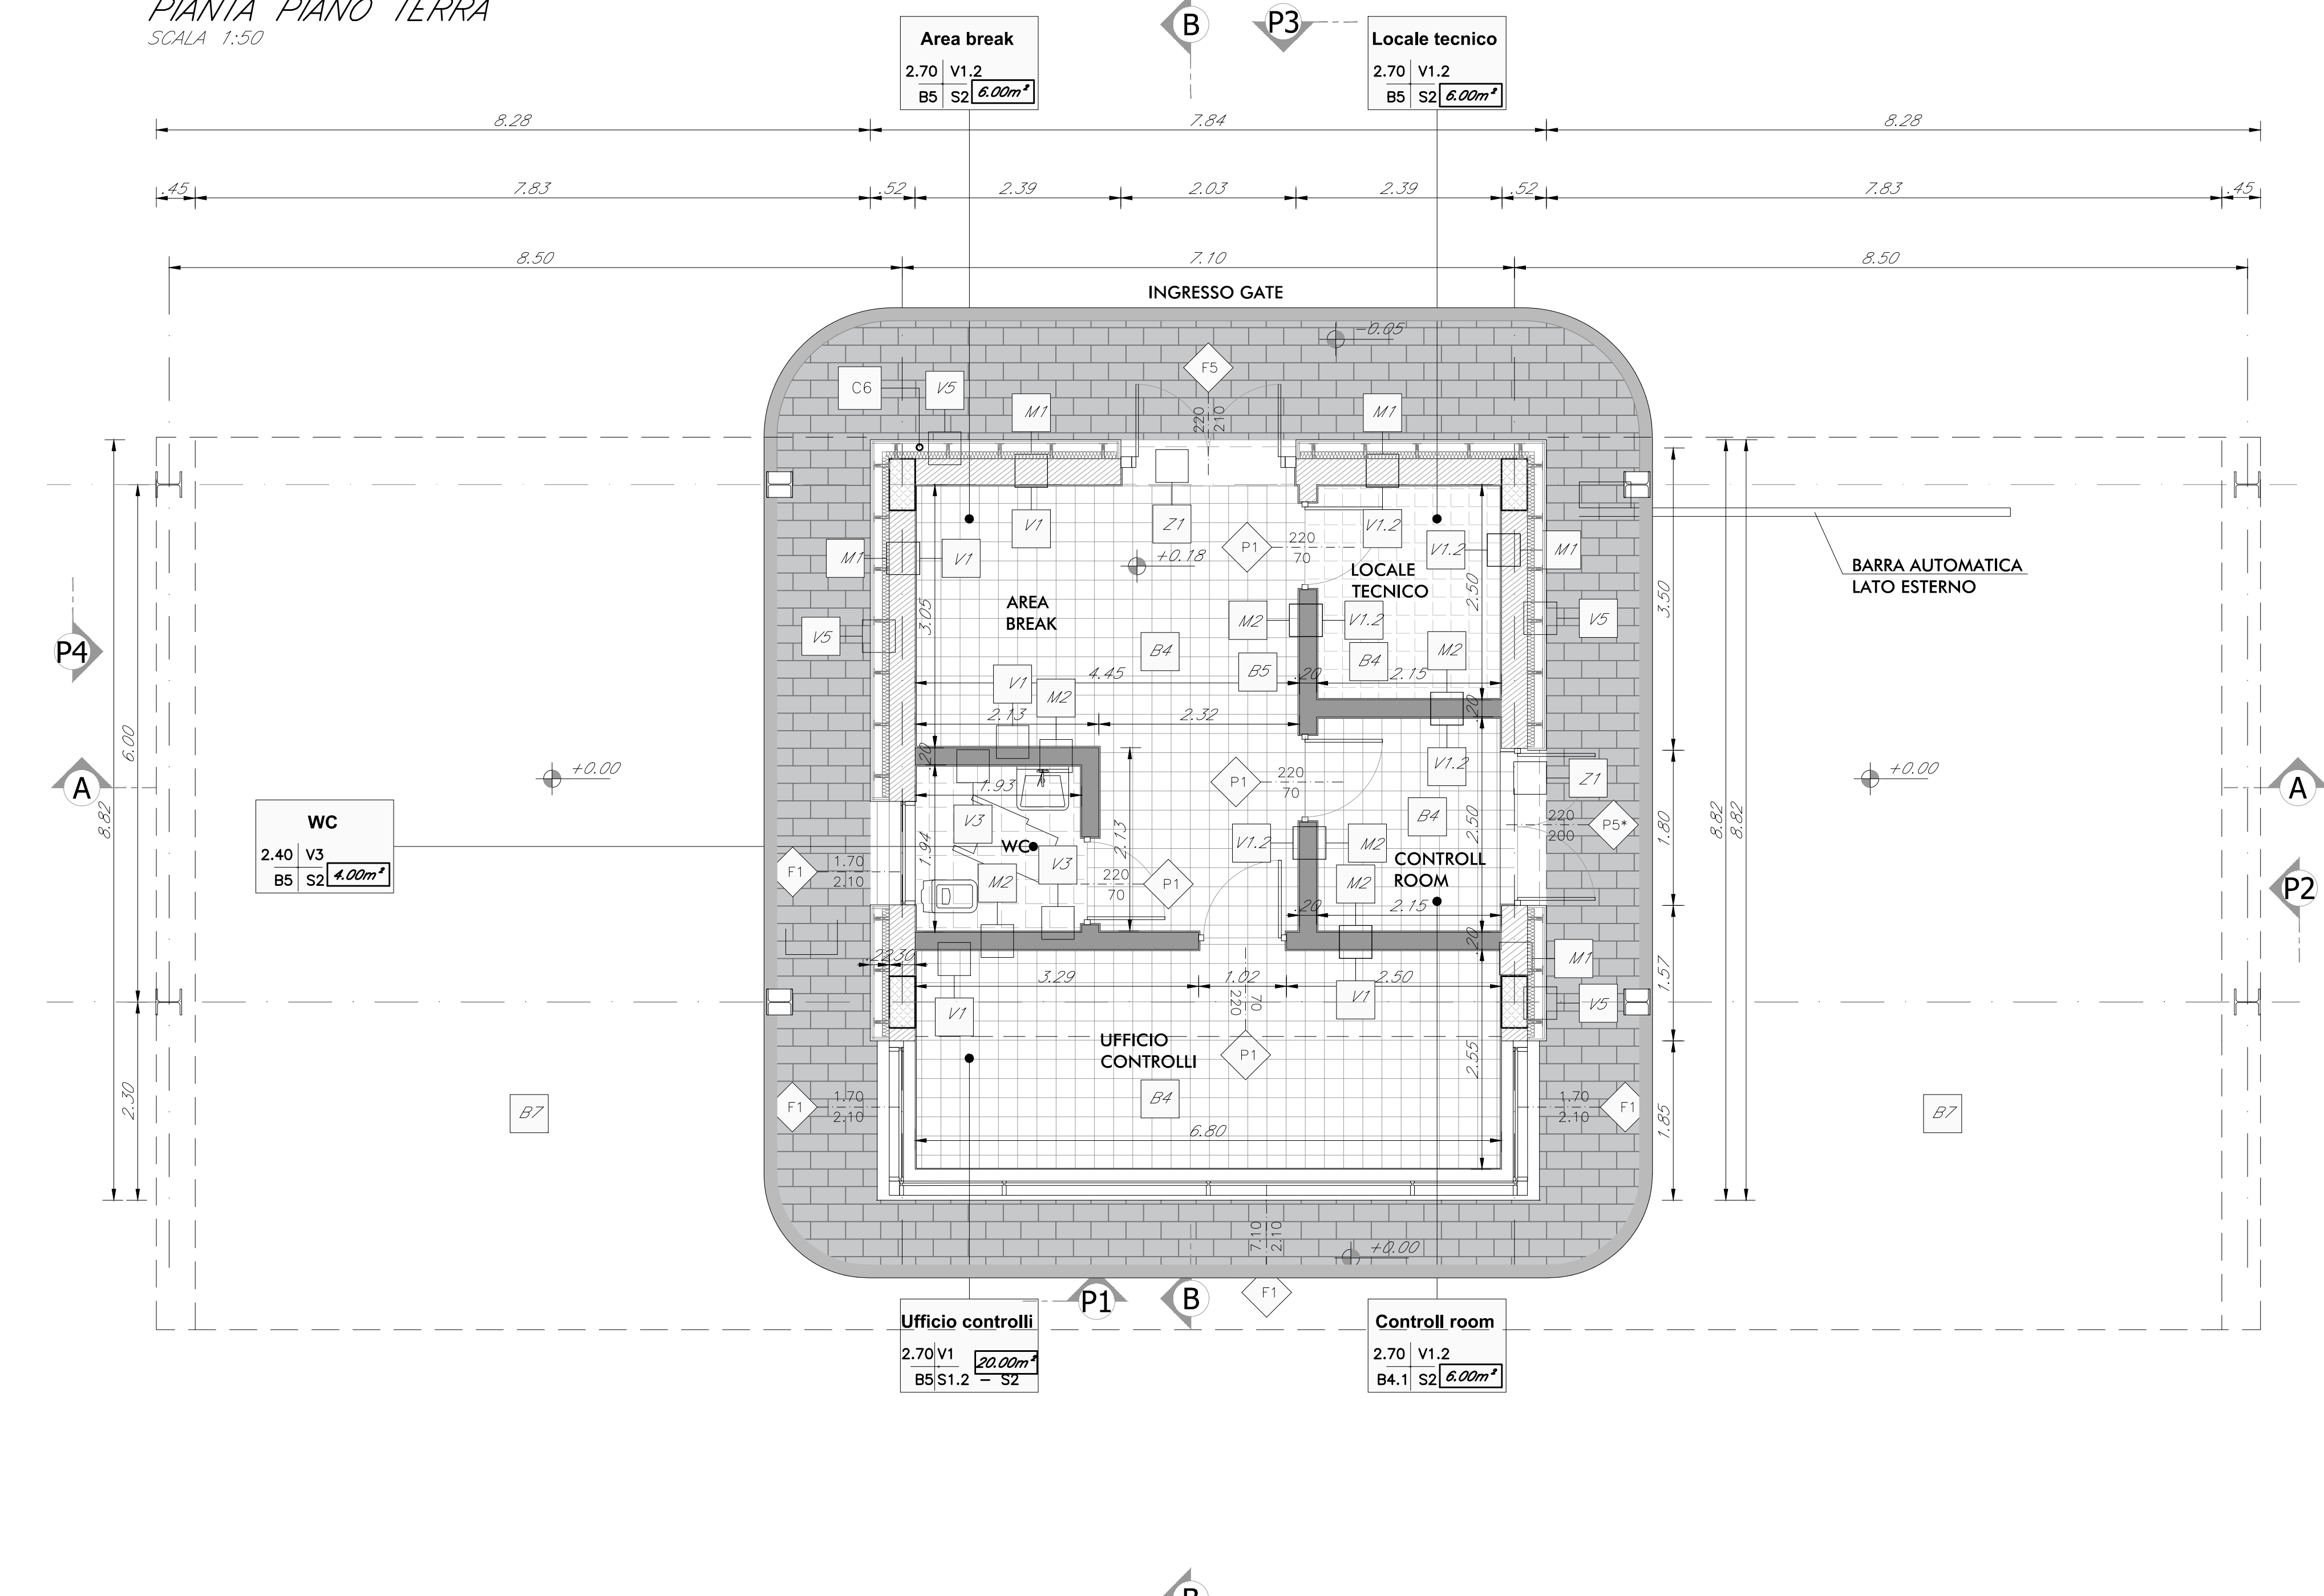 PIANTA PIANO TERRA
SCALA 1:50
B
P3
Area break
2.70 V1.2
B5 S2 6.00m²
Locale tecnico
2.70 V1.2
B5 S2 6.00m²
8.28 7.84 8.28
.45 7.83 .52 2.39 2.03 2.39 .52 7.83 .45
8.50 7.10 8.50
INGRESSO GATE
-0.05
F5
C6 V5 M1 220 210 M1
V1 Z1 V1.2
P1 220 70
V1.2 M1
M1 V1 +0.18
BARRA AUTOMATICA
LATO ESTERNO
LOCALE
TECNICO
2.50
3.50
AREA
BREAK
3.05
M2 V1.2
V5 V5
P4
B4 B5 B4 M2
V1 4.45 .20 2.15
M2
2.13 2.32 .20
6.00
.20
A +0.00 +0.00 A
8.82
1.93
P1 220 70
V1.2 Z1
WC
2.40 V3
B5 S2 4.00m²
V3 B4 2.50
220 200 P5*
1.80
8.82 8.82
1.94 WC 2.13
V1.2 M2
CONTROLL
ROOM
F1 1.70 2.10
V3 M2
220 70 P1
M2
P2
.20 2.15
.20
.22 .30
M1
1.57
3.29 1.02 2.50
220 70
V1 V1 V5
UFFICIO
CONTROLLI
P1
2.55
2.30
B7 F1 1.70 2.10 B4 1.70 2.10 F1 B7
1.85
6.80
7.10 2.10
+0.00
P1 B F1
Ufficio controlli
2.70 V1 20.00m²
B5 S1.2 - S2
Controll room
2.70 V1.2
B4.1 S2 6.00m²
B